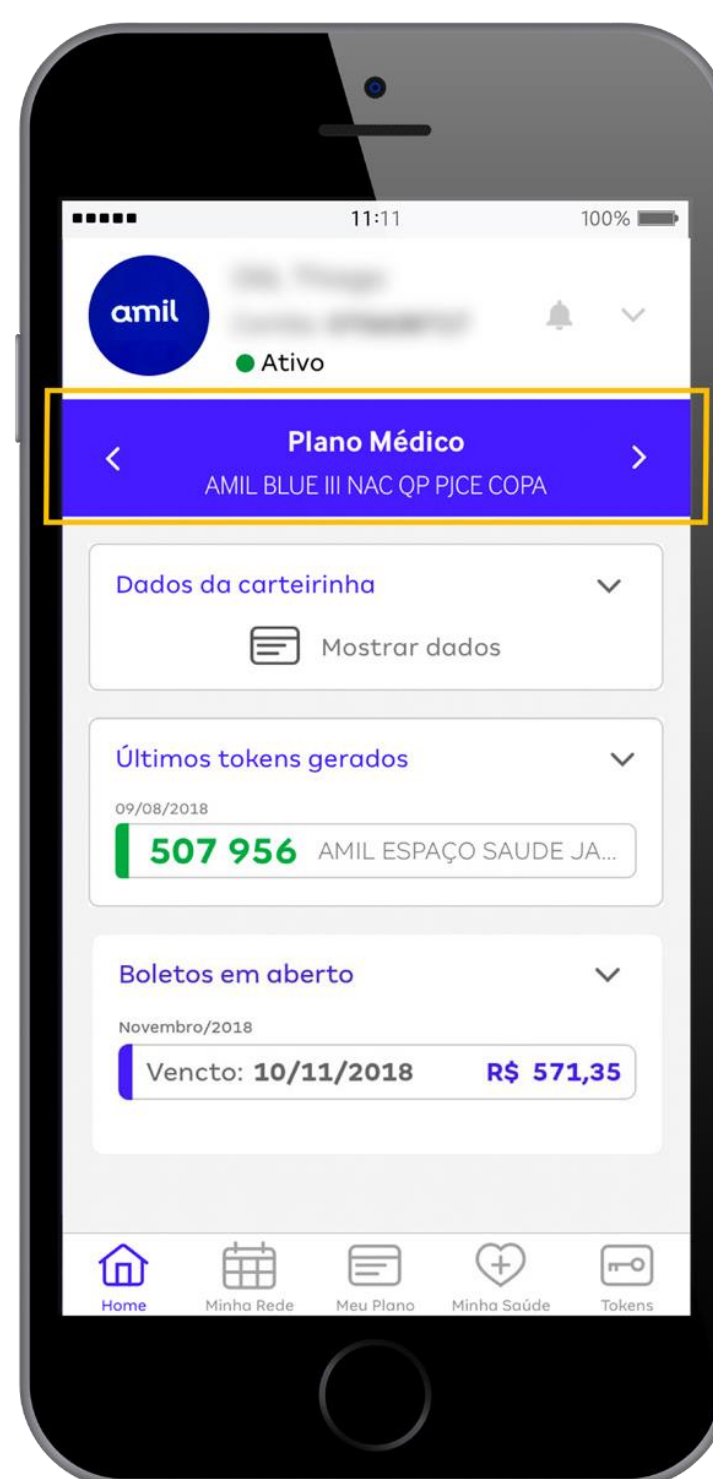 11:11
100%
amil
Ativo
Plano Médico
AMIL BLUE III NAC QP PJCE COPA
Dados da carteirinha
Mostrar dados
Últimos tokens gerados
09/08/2018
507 956 AMIL ESPAÇO SAUDE JA...
Boletos em aberto
Novembro/2018
Vencto: 10/11/2018 R$ 571,35
Home Minha Rede Meu Plano Minha Saúde Tokens